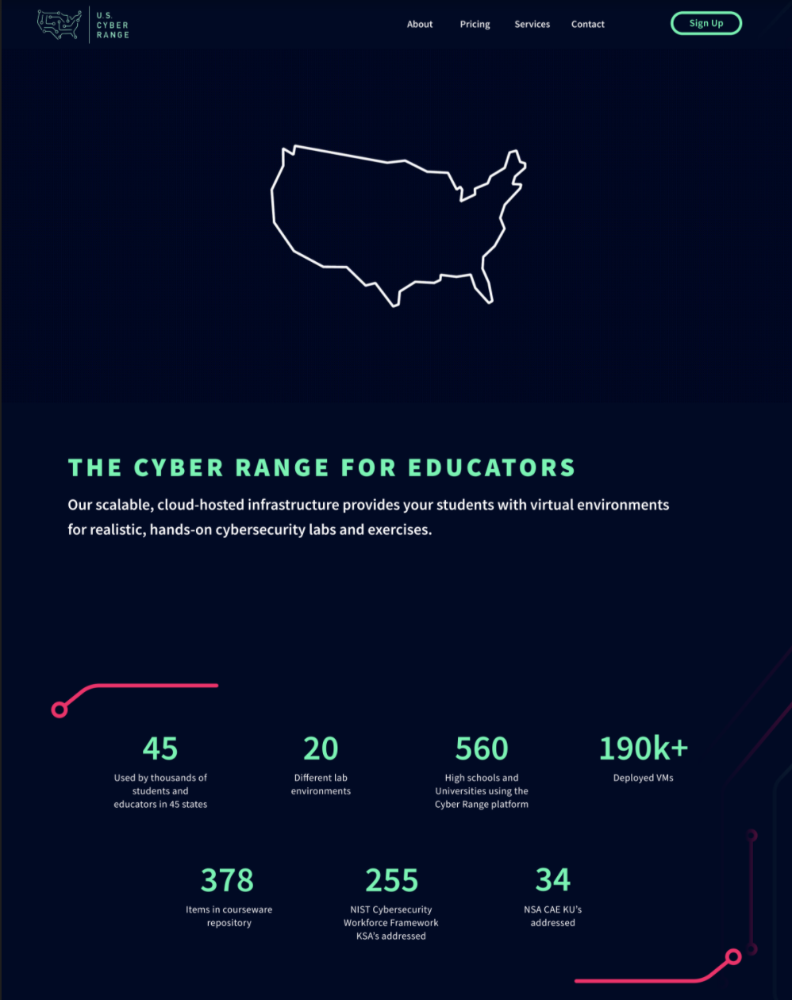 U.S.
CYBER
RANGE
About Pricing Services Contact Sign Up
THE CYBER RANGE FOR EDUCATORS
Our scalable, cloud-hosted infrastructure provides your students with virtual environments
for realistic, hands-on cybersecurity labs and exercises.
45
Used by thousands of
students and
educators in 45 states
20
Different lab
environments
560
High schools and
Universities using the
Cyber Range platform
190k+
Deployed VMs
378
Items in courseware
repository
255
NIST Cybersecurity
Workforce Framework
KSA's addressed
34
NSA CAE KU's
addressed